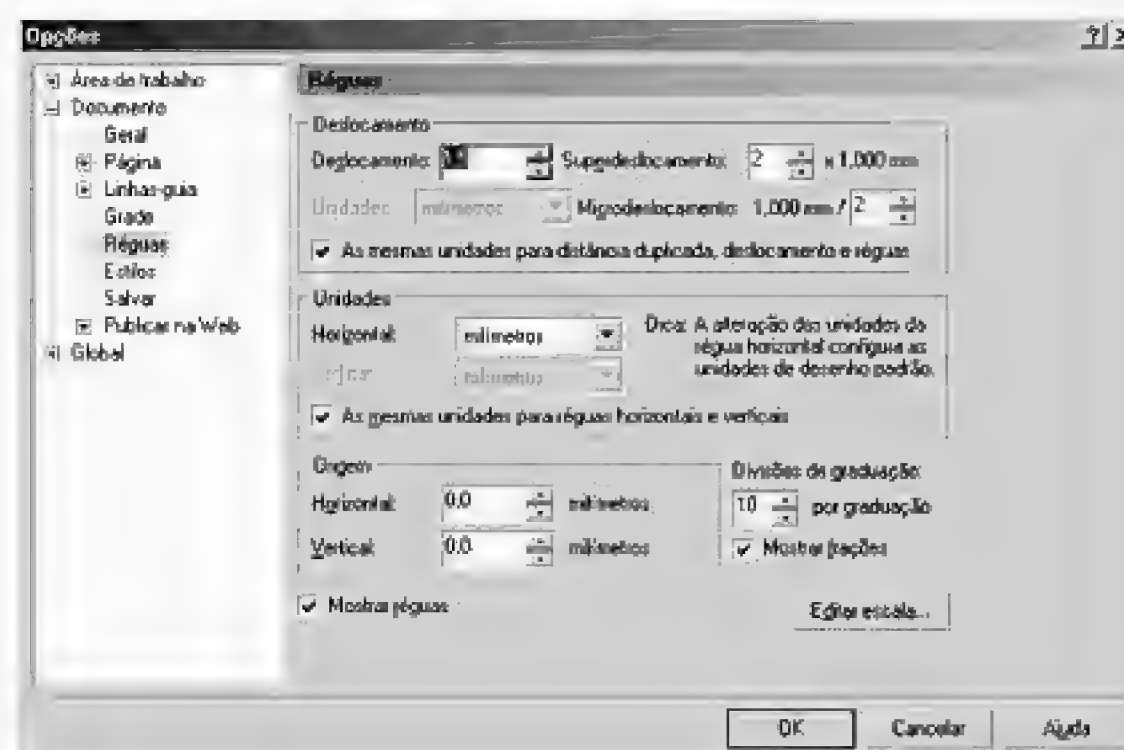 Opções
Área de trabalho
Documento
Geral
Página
Linhas-guia
Grade
Réguas
Estilos
Salvar
Publicar na Web
Global
Réguas
Deslocamento
Deslocamento: Superdeslocamento: 2 x 1,000 mm
Unidades: milímetros Microdeslocamento: 1,000 mm / 2
As mesmas unidades para distância duplicada, deslocamento e réguas
Unidades
Horizontal: milímetros
Dica: A alteração das unidades da
régua horizontal configura as
unidades de desenho padrão.
milímetros
As mesmas unidades para réguas horizontais e verticais
Origem
Horizontal: 0.0 milímetros
Vertical: 0.0 milímetros
Divisões de graduação:
10 por graduação
Mostrar frações
Mostrar réguas
Editar escala...
OK Cancelar Ajuda